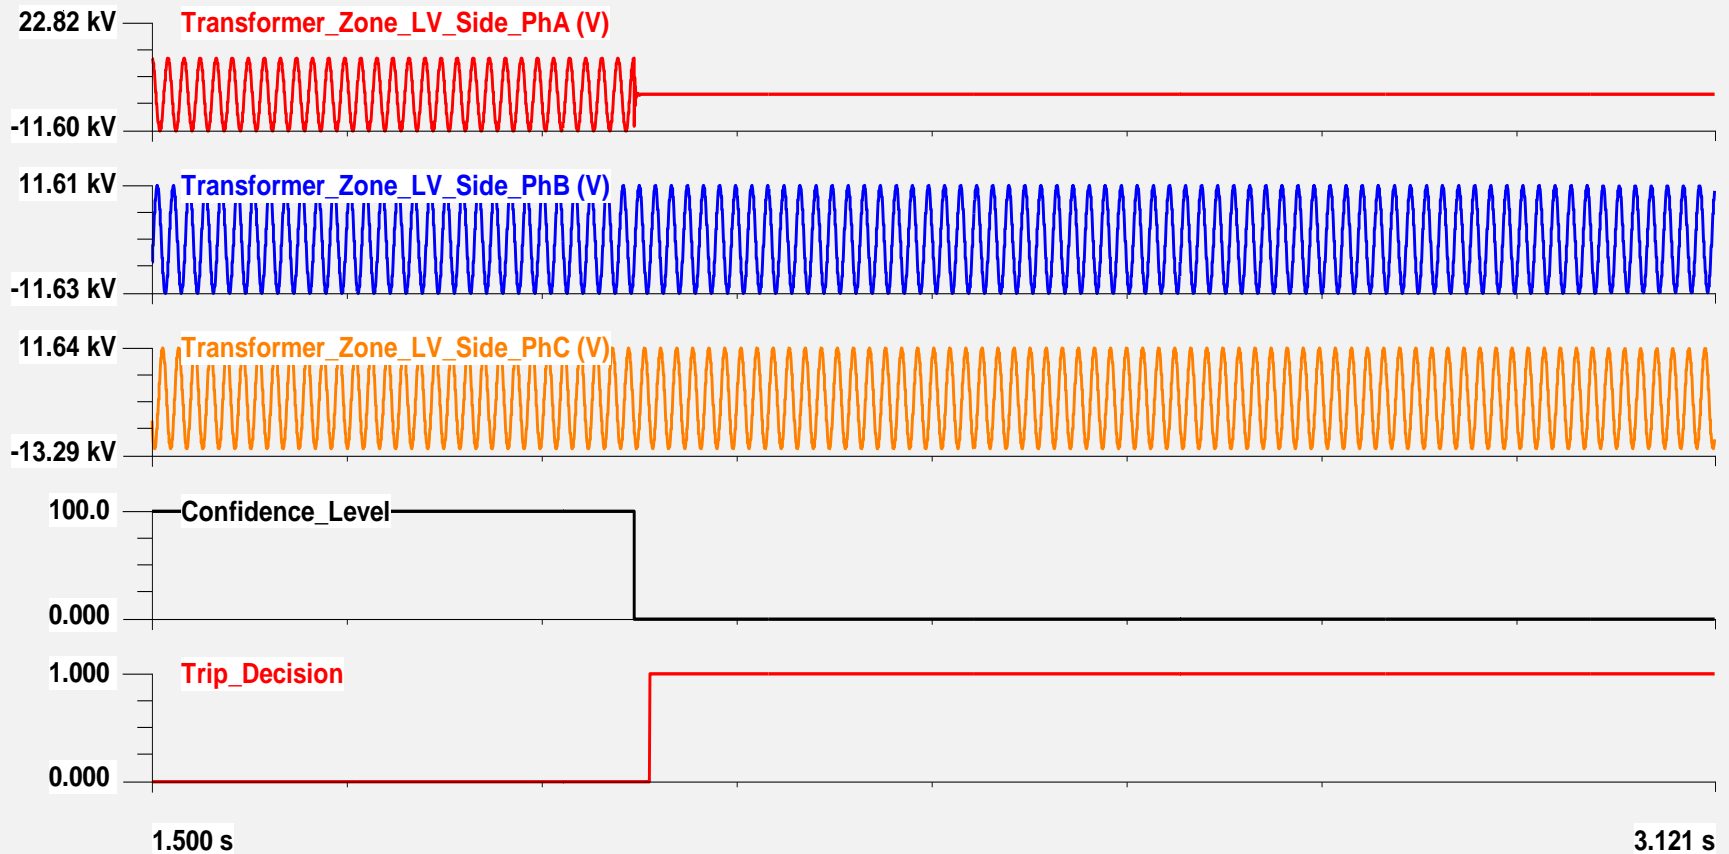 22.82 kV
Transformer_Zone_LV_Side_PhA (V)
-11.60 kV
11.61 kV
Transformer_Zone_LV_Side_PhB (V)
-11.63 kV
11.64 kV
Transformer_Zone_LV_Side_PhC (V)
-13.29 kV
100.0
Confidence_Level
0.000
1.000
Trip_Decision
0.000
1.500 s
3.121 s